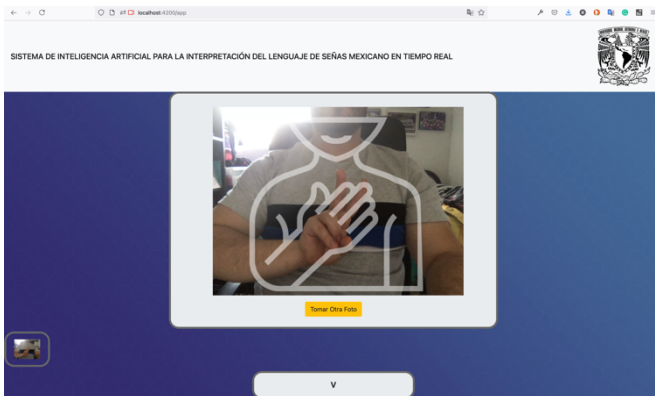 localhost:4200/app
SISTEMA DE INTELIGENCIA ARTIFICIAL PARA LA INTERPRETACIÓN DEL LENGUAJE DE SEÑAS MEXICANO EN TIEMPO REAL
Tomar Otra Foto
V